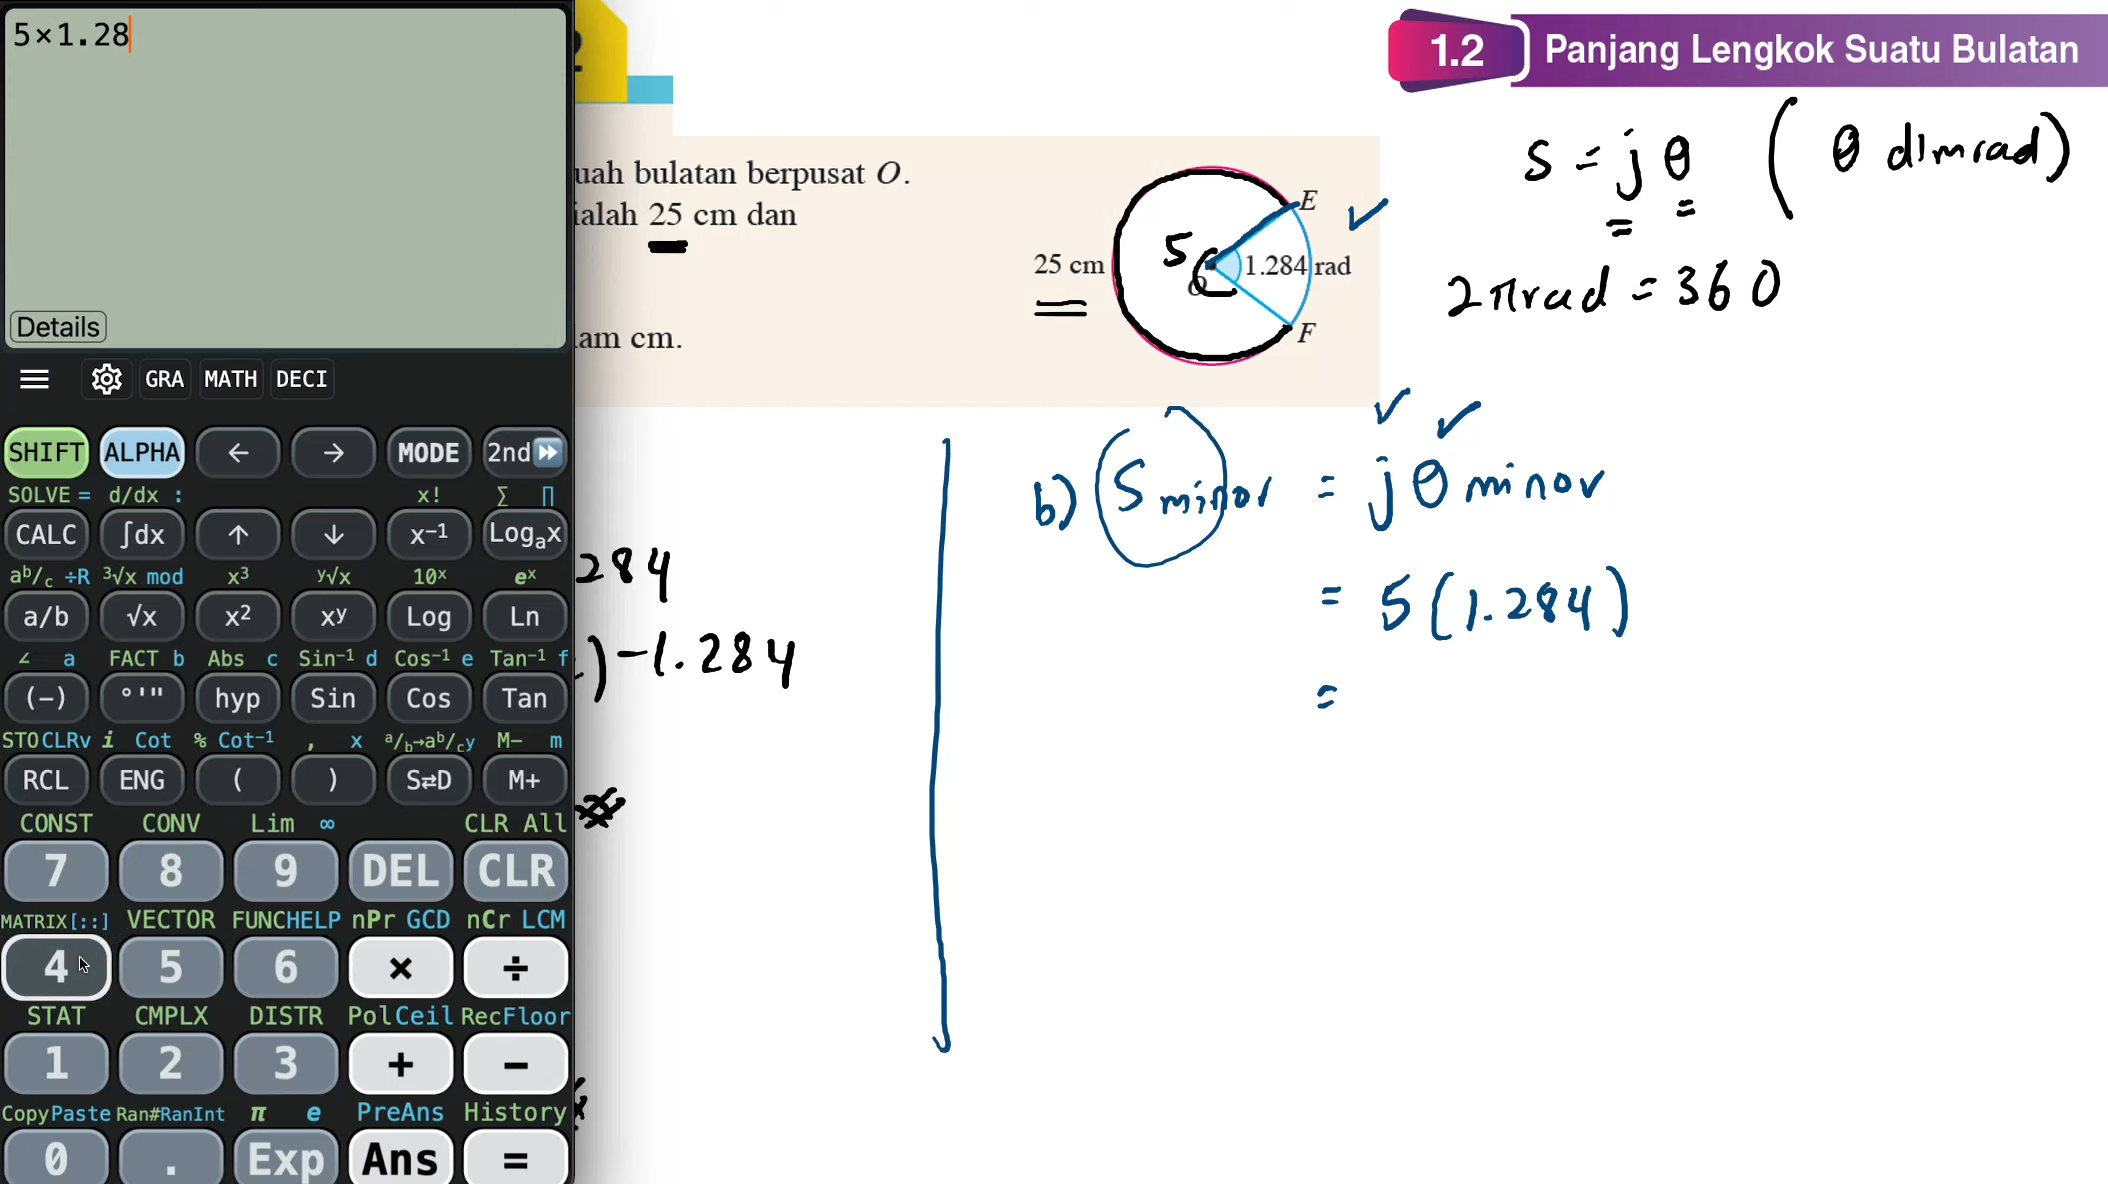 5×1.28
Details
GRA MATH DECI
SHIFT ALPHA ← → MODE 2nd
SOLVE = d/dx : x! ∑ ∏
CALC ∫dx ↑ ↓ x⁻¹ Logₐx
aᵇ/c ÷R ³√x mod x³ ʸ√x 10ˣ eˣ
a/b √x x² xʸ Log Ln
∠ a FACT b Abs c Sin⁻¹ d Cos⁻¹ e Tan⁻¹ f
(−) °'" hyp Sin Cos Tan
STO CLRv i Cot % Cot⁻¹ , x a/b→aᵇ/c y M− m
RCL ENG ( ) S⇄D M+
CONST CONV Lim ∞ CLR All
7 8 9 DEL CLR
MATRIX[::] VECTOR FUNC HELP nPr GCD nCr LCM
4 5 6 × ÷
STAT CMPLX DISTR Pol Ceil Rec Floor
1 2 3 + −
Copy Paste Ran# RanInt π e PreAns History
0 . Exp Ans =
1.2 Panjang Lengkok Suatu Bulatan
uah bulatan berpusat O.
ialah 25 cm dan
am cm.
25 cm
5
O
1.284 rad
E
F
s = jθ (θ dlm rad)
2πrad = 360
284
) -1.284
b) S minor = jθ minor
= 5(1.284)
=